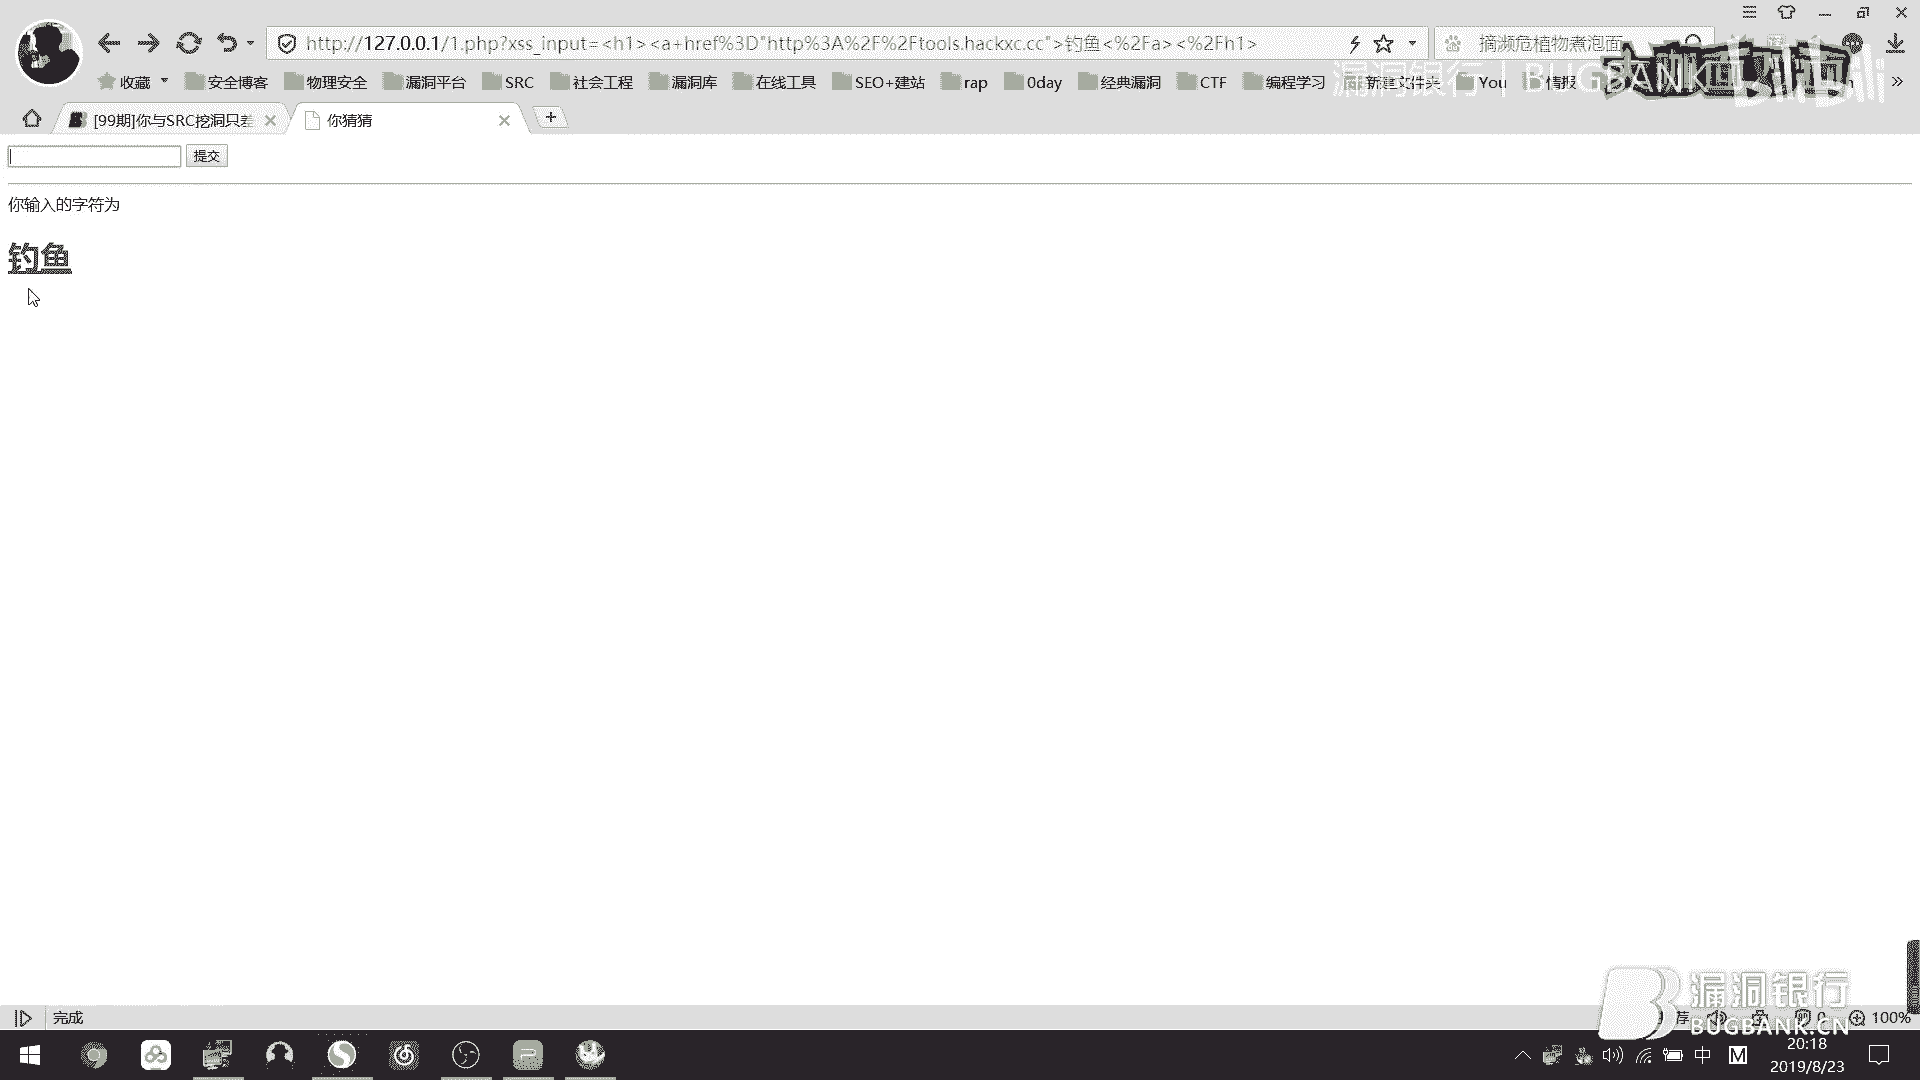 http://127.0.0.1/1.php?xss_input=<h1><a+href%3D"http%3A%2F%2Ftools.hackxc.cc">钓鱼<%2Fa><%2Fh1>
摘濒危植物煮泡面
收藏 安全博客 物理安全 漏洞平台 SRC 社会工程 漏洞库 在线工具 SEO+建站 rap 0day 经典漏洞 CTF 编程学习 新建文件夹 You 情报
漏洞银行 | BUGBANK
bilibili
[99期]你与SRC挖洞只差
你猜猜
提交
你输入的字符为
钓鱼
完成
100%
漏洞银行
BUGBANK.CN
中 M
20:18
2019/8/23